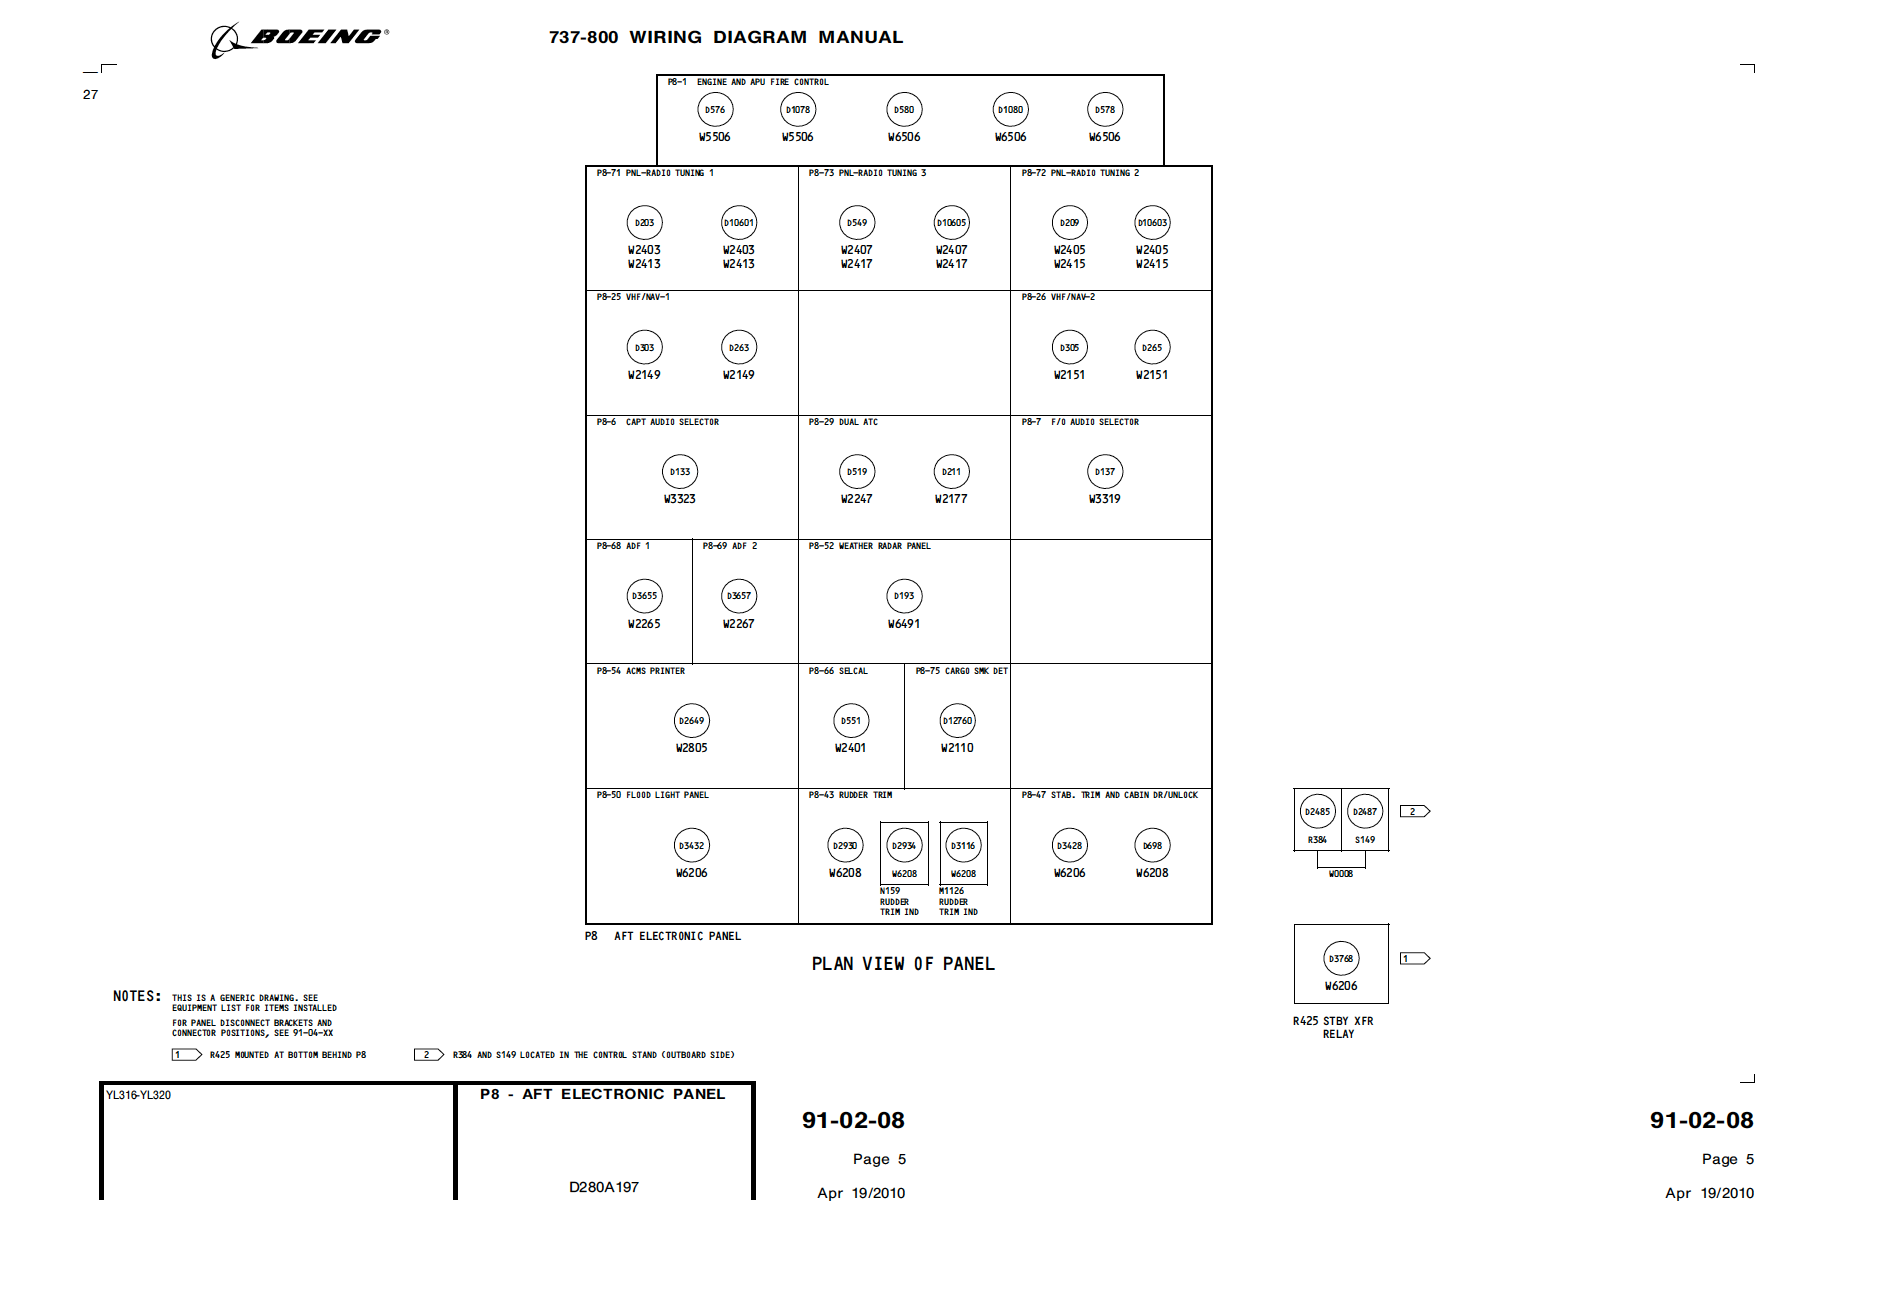 BOEING®
737-800 WIRING DIAGRAM MANUAL
27
P8-1 ENGINE AND APU FIRE CONTROL
D576 D1078 D580 D1080 D578
W5506 W5506 W6506 W6506 W6506
P8-71 PNL-RADIO TUNING 1 P8-73 PNL-RADIO TUNING 3 P8-72 PNL-RADIO TUNING 2
D203 D10601 D549 D10605 D209 D10603
W2403 W2403 W2407 W2407 W2405 W2405
W2413 W2413 W2417 W2417 W2415 W2415
P8-25 VHF/NAV-1 P8-26 VHF/NAV-2
D303 D263 D305 D265
W2149 W2149 W2151 W2151
P8-6 CAPT AUDIO SELECTOR P8-29 DUAL ATC P8-7 F/O AUDIO SELECTOR
D133 D519 D211 D137
W3323 W2247 W2177 W3319
P8-68 ADF 1 P8-69 ADF 2 P8-52 WEATHER RADAR PANEL
D3655 D3657 D193
W2265 W2267 W6491
P8-54 ACMS PRINTER P8-66 SELCAL P8-75 CARGO SMK DET
D2649 D551 D12760
W2805 W2401 W2110
P8-50 FLOOD LIGHT PANEL P8-43 RUDDER TRIM P8-47 STAB. TRIM AND CABIN DR/UNLOCK
D2485 D2487 2
R384 S149
D3432 D2930 D2934 D3116 D3428 D698
W6206 W6208 W6208 W6208 W6206 W6208
W0008
N159 M1126
RUDDER RUDDER
TRIM IND TRIM IND
P8 AFT ELECTRONIC PANEL
PLAN VIEW OF PANEL
D3768 1
W6206
R425 STBY XFR
RELAY
NOTES: THIS IS A GENERIC DRAWING. SEE
EQUIPMENT LIST FOR ITEMS INSTALLED
FOR PANEL DISCONNECT BRACKETS AND
CONNECTOR POSITIONS, SEE 91-04-XX
1 R425 MOUNTED AT BOTTOM BEHIND P8 2 R384 AND S149 LOCATED IN THE CONTROL STAND (OUTBOARD SIDE)
YL316-YL320 P8 - AFT ELECTRONIC PANEL
91-02-08 91-02-08
Page 5 Page 5
D280A197 Apr 19/2010 Apr 19/2010